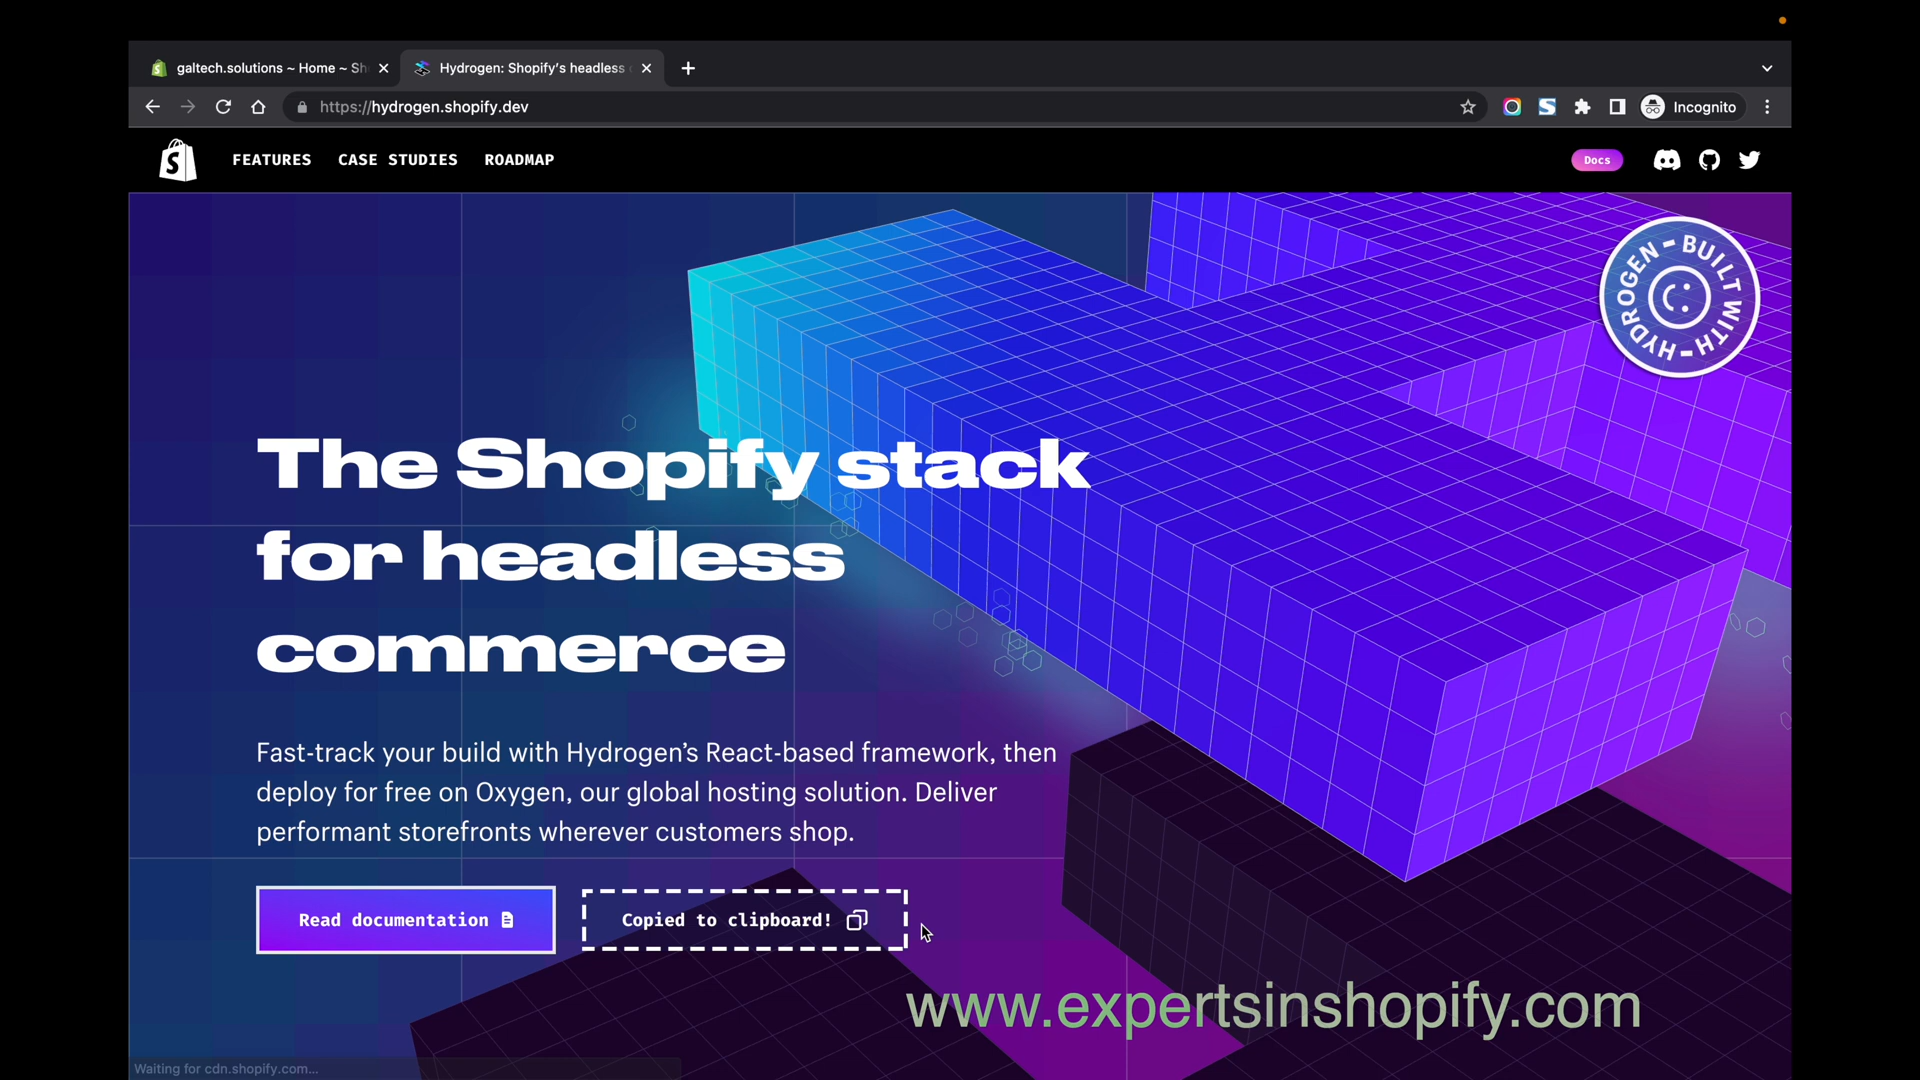 galtech.solutions ~ Home ~ Sh
Hydrogen: Shopify's headless
https://hydrogen.shopify.dev
Incognito
FEATURES
CASE STUDIES
ROADMAP
Docs
HYDROGEN – BUILT WITH –
The Shopify stack
for headless
commerce
Fast-track your build with Hydrogen’s React-based framework, then
deploy for free on Oxygen, our global hosting solution. Deliver
performant storefronts wherever customers shop.
Read documentation
Copied to clipboard!
www.expertsinshopify.com
Waiting for cdn.shopify.com...